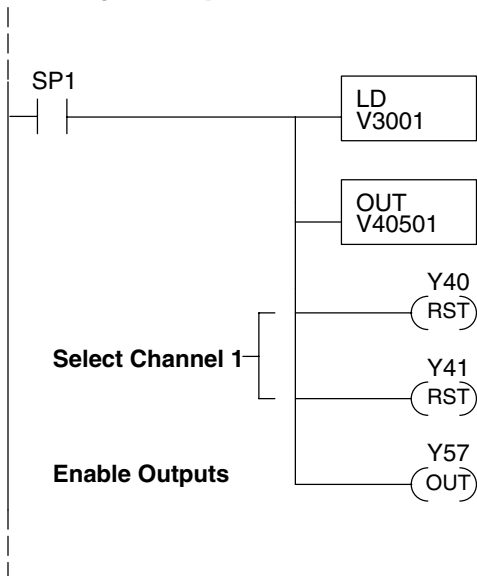 SP1
LD
V3001
OUT
V40501
Y40
RST
Select Channel 1
Y41
RST
Enable Outputs
Y57
OUT